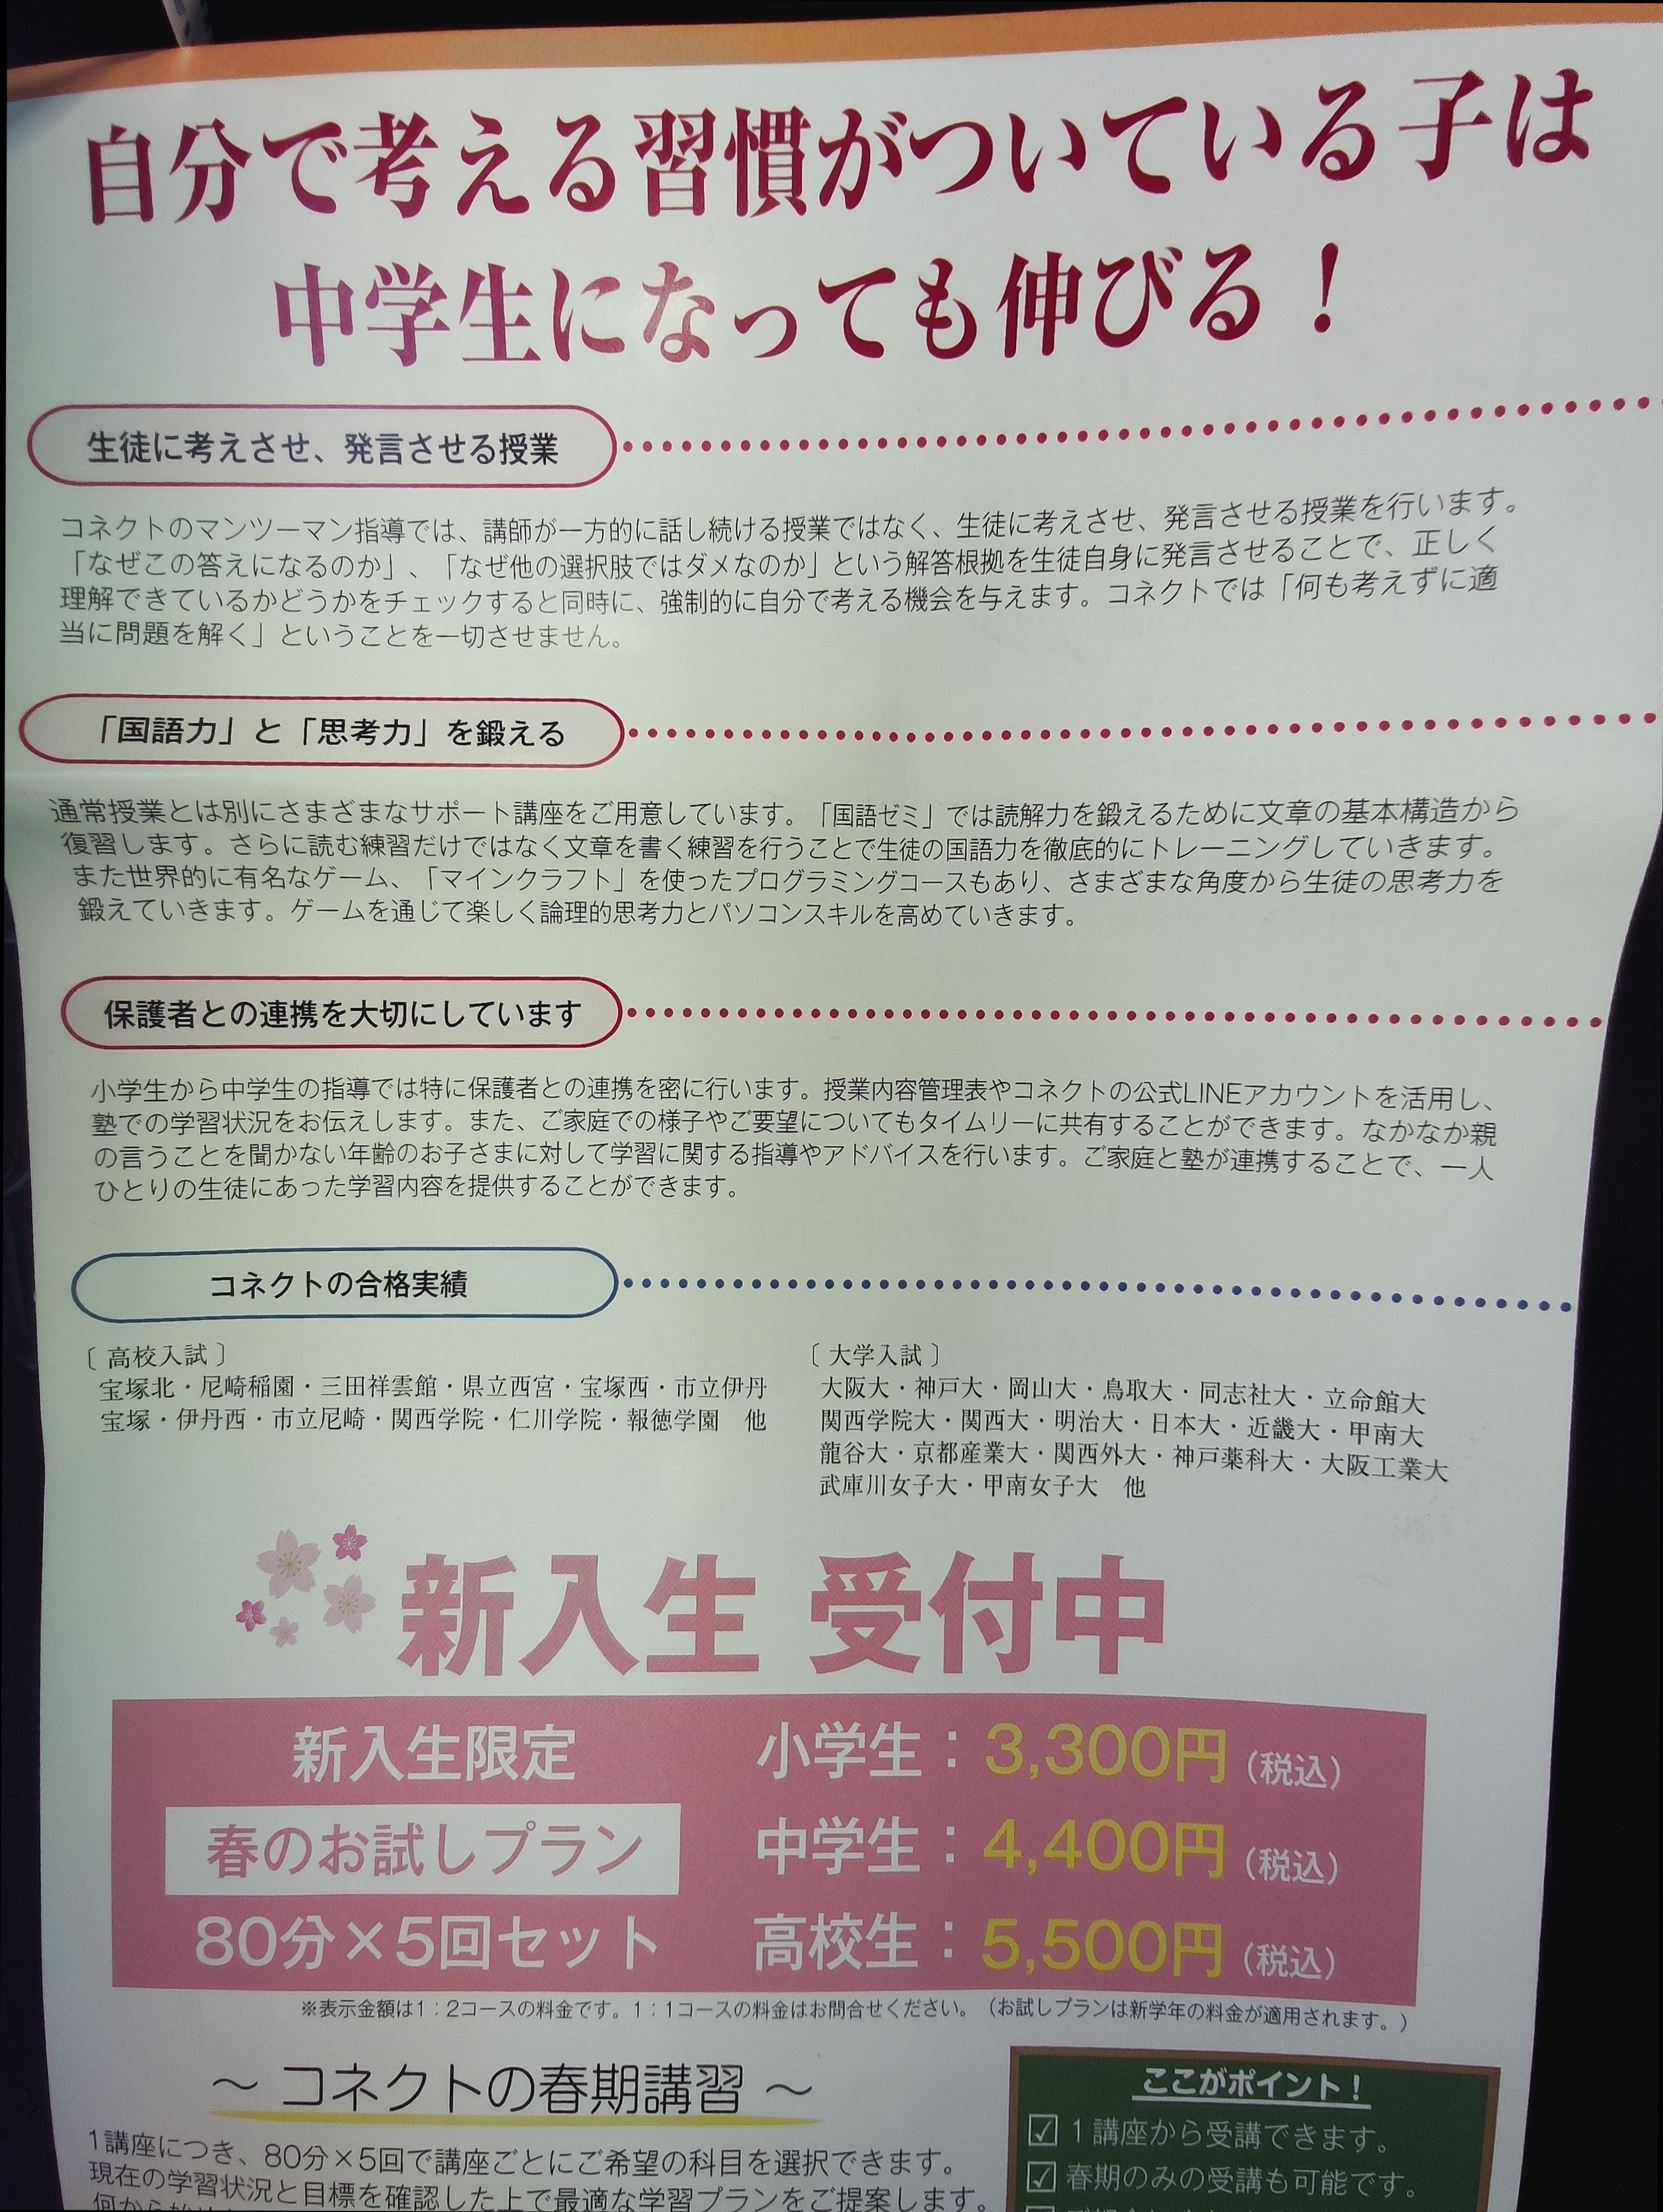 自分で考える習慣がついている子は
中学生になっても伸びる！
生徒に考えさせ、発言させる授業
コネクトのマンツーマン指導では、講師が一方的に話し続ける授業ではなく、生徒に考えさせ、発言させる授業を行います。
「なぜこの答えになるのか」、「なぜ他の選択肢ではダメなのか」という解答根拠を生徒自身に発言させることで、正しく
理解できているかどうかをチェックすると同時に、強制的に自分で考える機会を与えます。コネクトでは「何も考えずに適
当に問題を解く」ということを一切させません。
「国語力」と「思考力」を鍛える
通常授業とは別にさまざまなサポート講座をご用意しています。「国語ゼミ」では読解力を鍛えるために文章の基本構造から
復習します。さらに読む練習だけではなく文章を書く練習を行うことで生徒の国語力を徹底的にトレーニングしていきます。
また世界的に有名なゲーム、「マインクラフト」を使ったプログラミングコースもあり、さまざまな角度から生徒の思考力を
鍛えていきます。ゲームを通じて楽しく論理的思考力とパソコンスキルを高めていきます。
保護者との連携を大切にしています
小学生から中学生の指導では特に保護者との連携を密に行います。授業内容管理表やコネクトの公式LINEアカウントを活用し、
塾での学習状況をお伝えします。また、ご家庭での様子やご要望についてもタイムリーに共有することができます。なかなか親
の言うことを聞かない年齢のお子さまに対して学習に関する指導やアドバイスを行います。ご家庭と塾が連携することで、一人
ひとりの生徒にあった学習内容を提供することができます。
コネクトの合格実績
〔高校入試〕
宝塚北・尼崎稲園・三田祥雲館・県立西宮・宝塚西・市立伊丹
宝塚・伊丹西・市立尼崎・関西学院・仁川学院・報徳学園　他
〔大学入試〕
大阪大・神戸大・岡山大・鳥取大・同志社大・立命館大
関西学院大・関西大・明治大・日本大・近畿大・甲南大
龍谷大・京都産業大・関西外大・神戸薬科大・大阪工業大
武庫川女子大・甲南女子大　他
新入生 受付中
新入生限定
春のお試しプラン
80分×5回セット
小学生：3,300円（税込）
中学生：4,400円（税込）
高校生：5,500円（税込）
※表示金額は1：2コースの料金です。1：1コースの料金はお問合せください。（お試しプランは新学年の料金が適用されます。）
～ コネクトの春期講習 ～
1講座につき、80分×5回で講座ごとにご希望の科目を選択できます。
現在の学習状況と目標を確認した上で最適な学習プランをご提案します。
ここがポイント！
☑ 1講座から受講できます。
☑ 春期のみの受講も可能です。